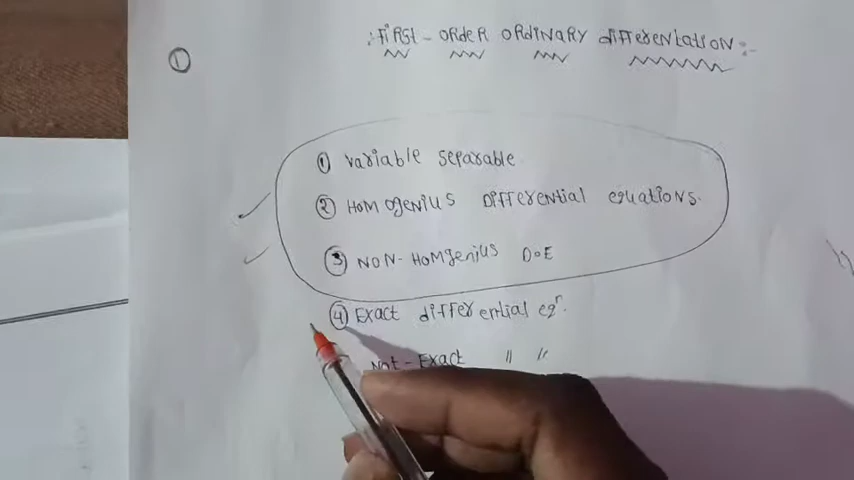 ①
:First-order ordinary differentation:-
① variable separable
② Homogenius Differential equations.
③ Non-Homgenius D.E
④ Exact differential eqⁿ.
Not-Exact " "